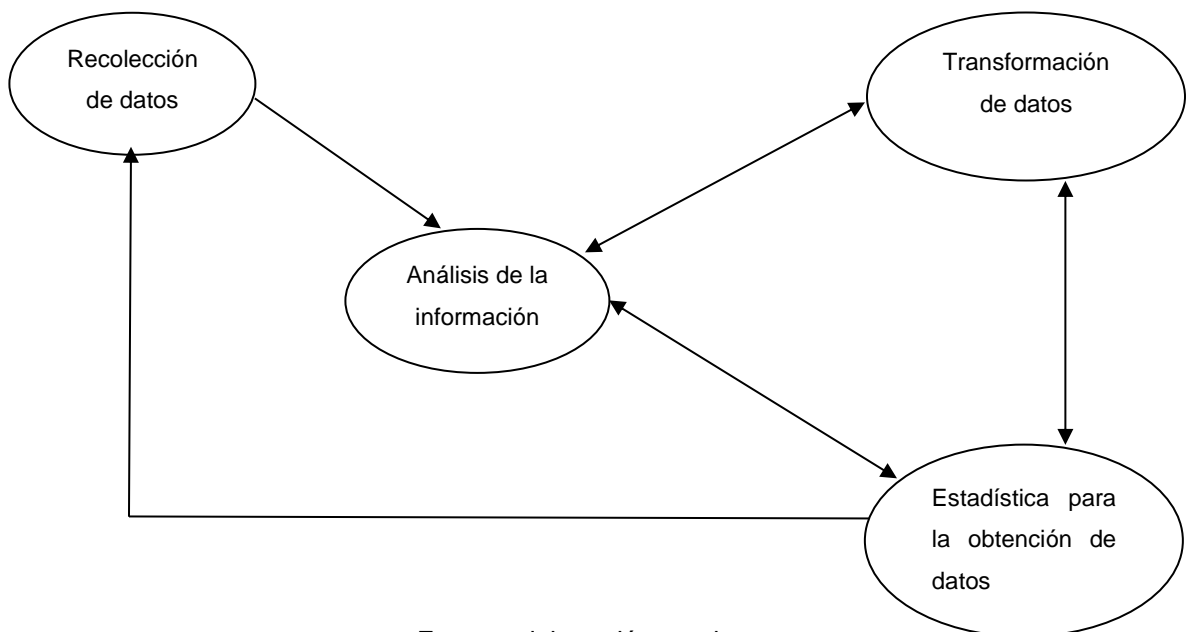 Recolección
de datos
Transformación
de datos
Análisis de la
información
Estadística para
la obtención de
datos